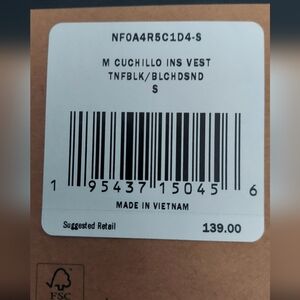 NF0A4R5C1D4-S
M CUCHILLO INS VEST
TNFBLK/BLCHDSND
S
1 95437 15045 6
MADE IN VIETNAM
Suggested Retail 139.00
FSC